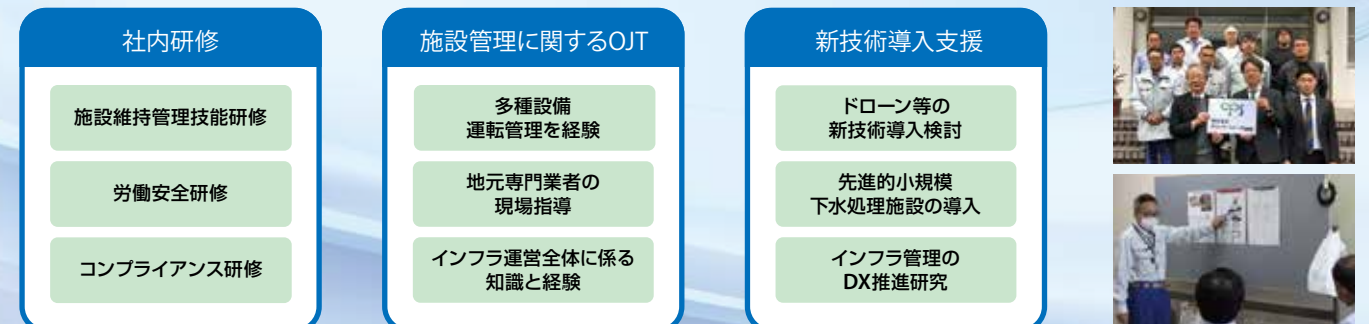 社内研修
施設維持管理技能研修
労働安全研修
コンプライアンス研修
施設管理に関するOJT
多種設備
運転管理を経験
地元専門業者の
現場指導
インフラ運営全体に係る
知識と経験
新技術導入支援
ドローン等の
新技術導入検討
先進的小規模
下水処理施設の導入
インフラ管理の
DX推進研究